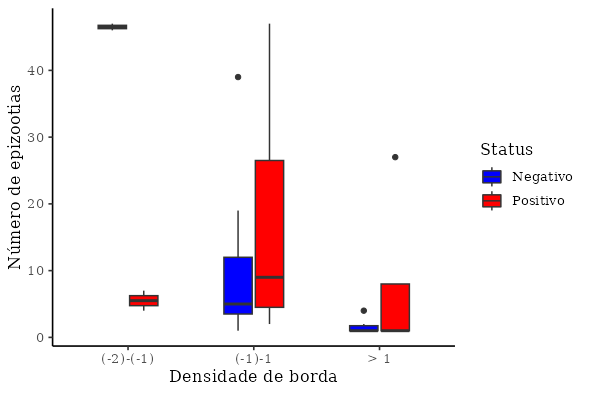 Número de epizootias
40
30
20
10
0
(-2)-(-1)
(-1)-1
> 1
Densidade de borda
Status
Negativo
Positivo